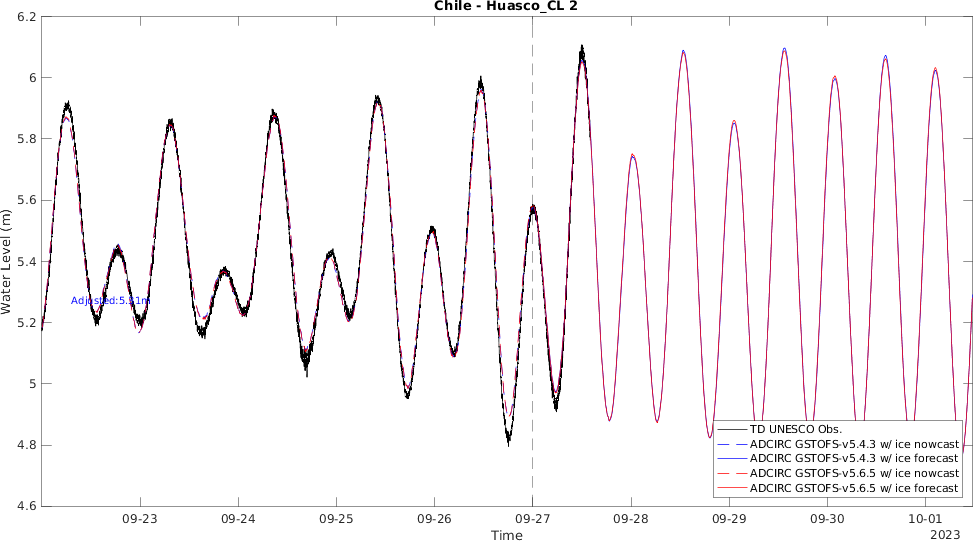 Chile - Huasco_CL 2
6.2
6
5.8
5.6
5.4
5.2
5
4.8
4.6
Water Level (m)
Adjusted:5.51m
TD UNESCO Obs.
ADCIRC GSTOFS-v5.4.3 w/ ice nowcast
ADCIRC GSTOFS-v5.4.3 w/ ice forecast
ADCIRC GSTOFS-v5.6.5 w/ ice nowcast
ADCIRC GSTOFS-v5.6.5 w/ ice forecast
09-23 09-24 09-25 09-26 09-27 09-28 09-29 09-30 10-01
Time
2023